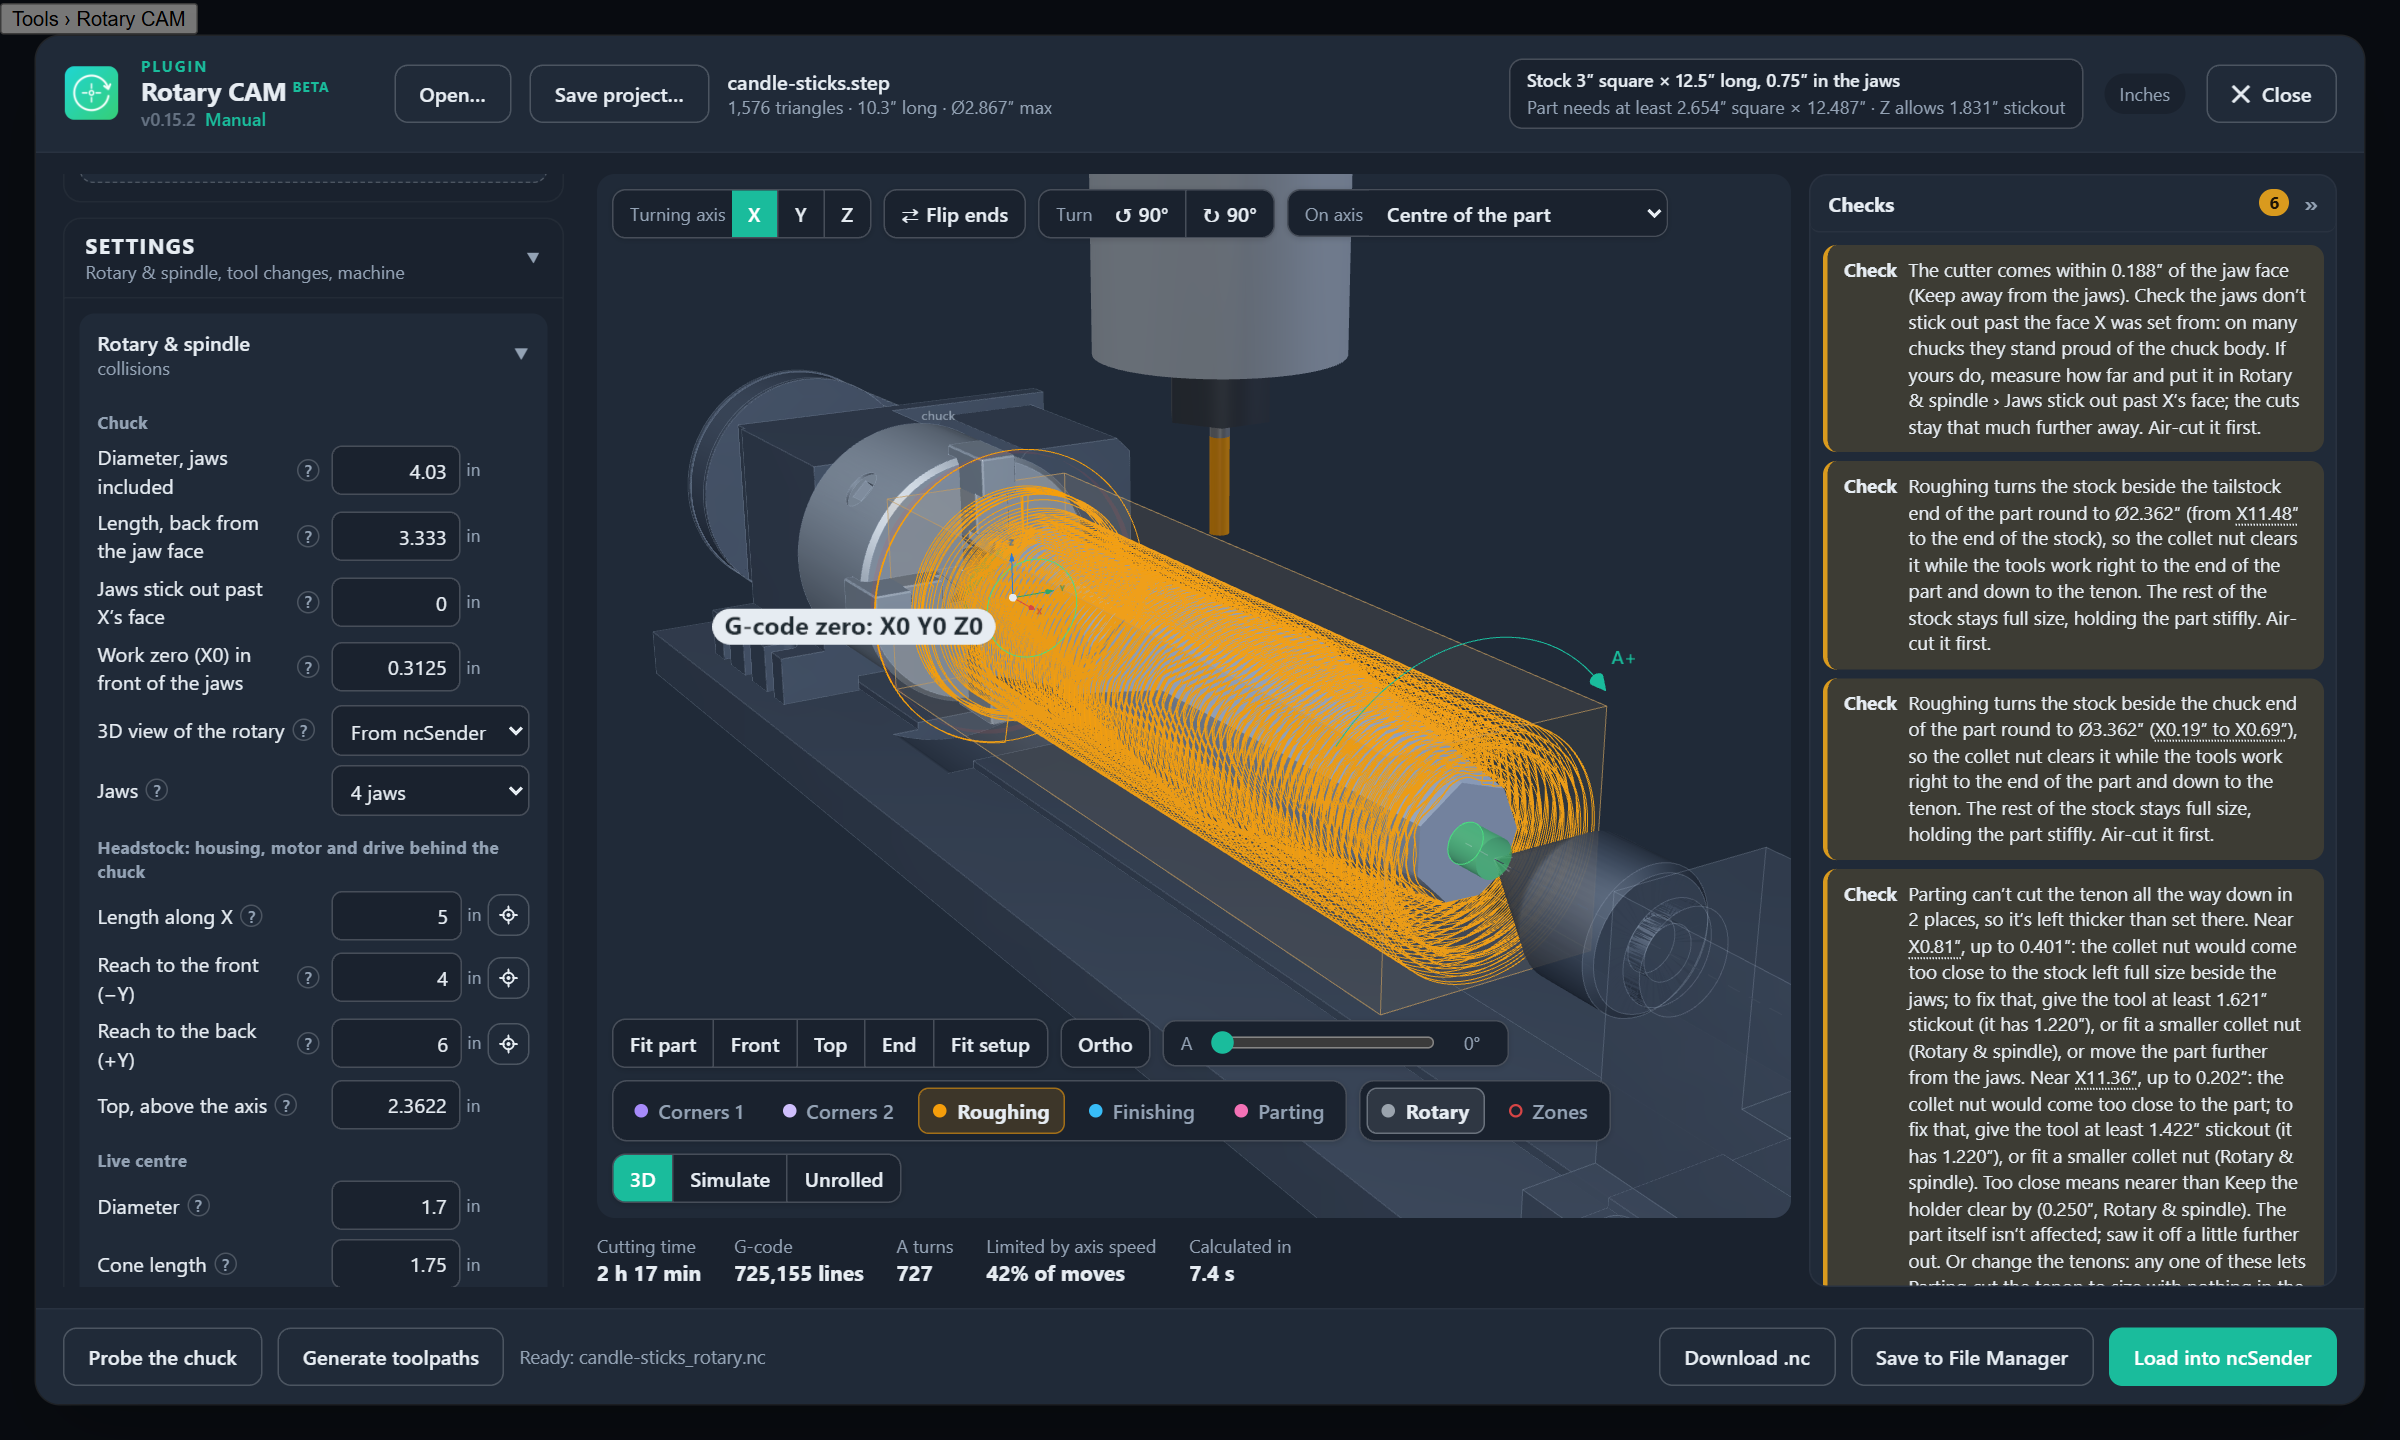 Tools › Rotary CAM
PLUGIN
Rotary CAM BETA
v0.15.2 Manual
Open...
Save project...
candle-sticks.step
1,576 triangles · 10.3″ long · Ø2.867″ max
Stock 3″ square × 12.5″ long, 0.75″ in the jaws
Part needs at least 2.654″ square × 12.487″ · Z allows 1.831″ stickout
Inches
Close
SETTINGS
Rotary & spindle, tool changes, machine
Rotary & spindle
collisions
Chuck
Diameter, jaws included ? 4.03 in
Length, back from the jaw face ? 3.333 in
Jaws stick out past X’s face ? 0 in
Work zero (X0) in front of the jaws ? 0.3125 in
3D view of the rotary ? From ncSender
Jaws ? 4 jaws
Headstock: housing, motor and drive behind the
chuck
Length along X ? 5 in
Reach to the front (−Y) ? 4 in
Reach to the back (+Y) ? 6 in
Top, above the axis ? 2.3622 in
Live centre
Diameter ? 1.7 in
Cone length ? 1.75 in
Turning axis X Y Z
⇄ Flip ends
Turn ↺ 90° ↻ 90°
On axis Centre of the part
chuck
Z
Y
X
G-code zero: X0 Y0 Z0
A+
Fit part Front Top End Fit setup
Ortho
A 0°
Corners 1 Corners 2 Roughing Finishing Parting
Rotary Zones
3D Simulate Unrolled
Cutting time
2 h 17 min
G-code
725,155 lines
A turns
727
Limited by axis speed
42% of moves
Calculated in
7.4 s
Checks 6 »
Check The cutter comes within 0.188″ of the jaw face
(Keep away from the jaws). Check the jaws don’t
stick out past the face X was set from: on many
chucks they stand proud of the chuck body. If
yours do, measure how far and put it in Rotary
& spindle › Jaws stick out past X’s face; the cuts
stay that much further away. Air-cut it first.
Check Roughing turns the stock beside the tailstock
end of the part round to Ø2.362″ (from X11.48″
to the end of the stock), so the collet nut clears
it while the tools work right to the end of the
part and down to the tenon. The rest of the
stock stays full size, holding the part stiffly. Air-
cut it first.
Check Roughing turns the stock beside the chuck end
of the part round to Ø3.362″ (X0.19″ to X0.69″),
so the collet nut clears it while the tools work
right to the end of the part and down to the
tenon. The rest of the stock stays full size,
holding the part stiffly. Air-cut it first.
Check Parting can’t cut the tenon all the way down in
2 places, so it’s left thicker than set there. Near
X0.81″, up to 0.401″: the collet nut would come
too close to the stock left full size beside the
jaws; to fix that, give the tool at least 1.621″
stickout (it has 1.220″), or fit a smaller collet nut
(Rotary & spindle), or move the part further
from the jaws. Near X11.36″, up to 0.202″: the
collet nut would come too close to the part; to
fix that, give the tool at least 1.422″ stickout (it
has 1.220″), or fit a smaller collet nut (Rotary &
spindle). Too close means nearer than Keep the
holder clear by (0.250″, Rotary & spindle). The
part itself isn’t affected; saw it off a little further
out. Or change the tenons: any one of these lets
Parting cut the tenon to size with nothing in the
Probe the chuck
Generate toolpaths
Ready: candle-sticks_rotary.nc
Download .nc
Save to File Manager
Load into ncSender